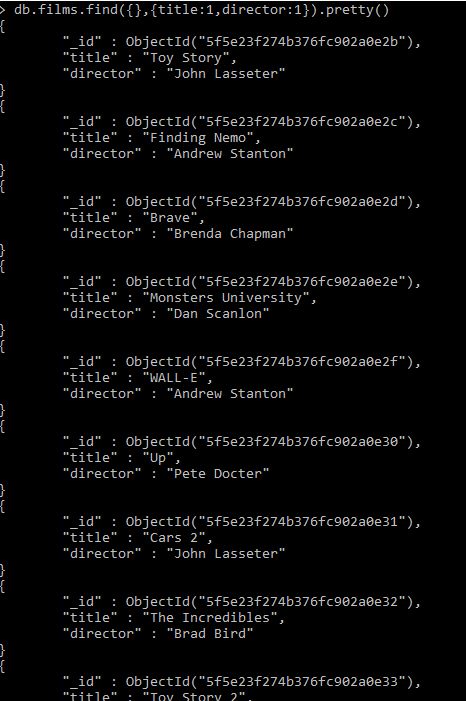 > db.films.find({},{title:1,director:1}).pretty()
{
"_id" : ObjectId("5f5e23f274b376fc902a0e2b"),
"title" : "Toy Story",
"director" : "John Lasseter"
}
{
"_id" : ObjectId("5f5e23f274b376fc902a0e2c"),
"title" : "Finding Nemo",
"director" : "Andrew Stanton"
}
{
"_id" : ObjectId("5f5e23f274b376fc902a0e2d"),
"title" : "Brave",
"director" : "Brenda Chapman"
}
{
"_id" : ObjectId("5f5e23f274b376fc902a0e2e"),
"title" : "Monsters University",
"director" : "Dan Scanlon"
}
{
"_id" : ObjectId("5f5e23f274b376fc902a0e2f"),
"title" : "WALL-E",
"director" : "Andrew Stanton"
}
{
"_id" : ObjectId("5f5e23f274b376fc902a0e30"),
"title" : "Up",
"director" : "Pete Docter"
}
{
"_id" : ObjectId("5f5e23f274b376fc902a0e31"),
"title" : "Cars 2",
"director" : "John Lasseter"
}
{
"_id" : ObjectId("5f5e23f274b376fc902a0e32"),
"title" : "The Incredibles",
"director" : "Brad Bird"
}
{
"_id" : ObjectId("5f5e23f274b376fc902a0e33"),
"title" : "Toy Story 2",